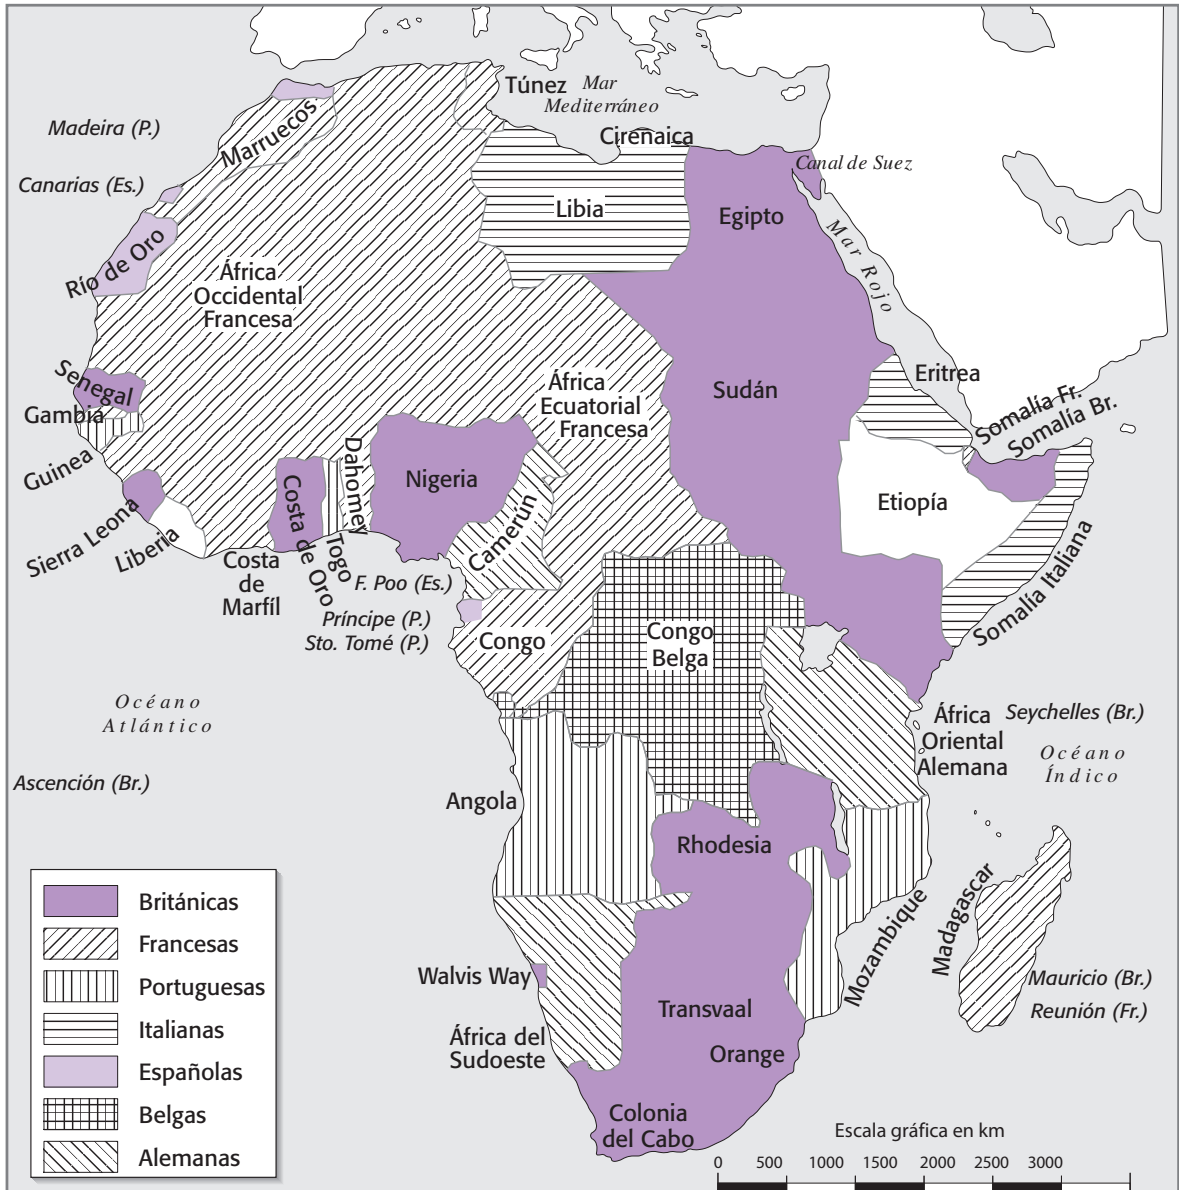 Túnez
Mar
Mediterráneo
Madeira (P.)
Marruecos
Cirenaica
Canal de Suez
Canarias (Es.)
Libia
Egipto
Río de Oro
África
Occidental
Francesa
Mar Rojo
Senegal
Gambia
Guinea
Sierra Leona
Liberia
Costa
de
Marfíl
Costa de Oro
Togo
Dahomey
Nigeria
Camerún
África
Ecuatorial
Francesa
Sudán
Eritrea
Somalía Fr.
Somalía Br.
Etiopía
Somalía Italiana
F. Poo (Es.)
Príncipe (P.)
Sto. Tomé (P.)
Congo
Congo
Belga
Océano
Atlántico
África
Oriental
Alemana
Seychelles (Br.)
Océano
Índico
Ascención (Br.)
Angola
Rhodesia
Mozambique
Madagascar
Mauricio (Br.)
Reunión (Fr.)
Walvis Way
África del
Sudoeste
Transvaal
Orange
Colonia
del Cabo
Británicas
Francesas
Portuguesas
Italianas
Españolas
Belgas
Alemanas
Escala gráfica en km
0 500 1000 1500 2000 2500 3000